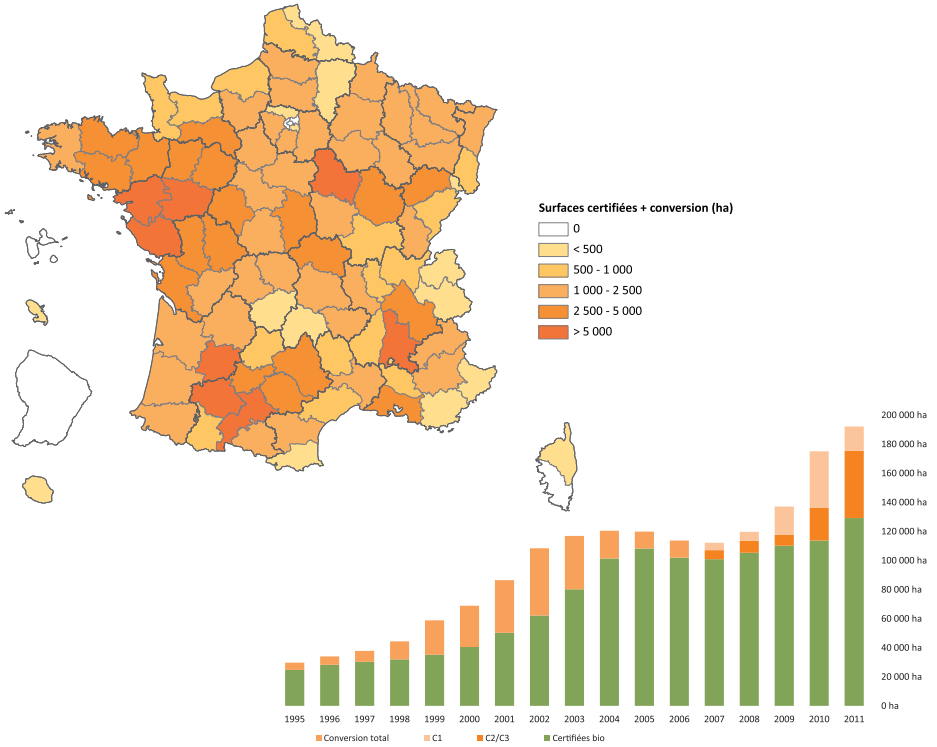 Surfaces certifiées + conversion (ha)
0
< 500
500 - 1 000
1 000 - 2 500
2 500 - 5 000
> 5 000
200 000 ha
180 000 ha
160 000 ha
140 000 ha
120 000 ha
100 000 ha
80 000 ha
60 000 ha
40 000 ha
20 000 ha
0 ha
1995 1996 1997 1998 1999 2000 2001 2002 2003 2004 2005 2006 2007 2008 2009 2010 2011
Conversion total C1 C2/C3 Certifiées bio